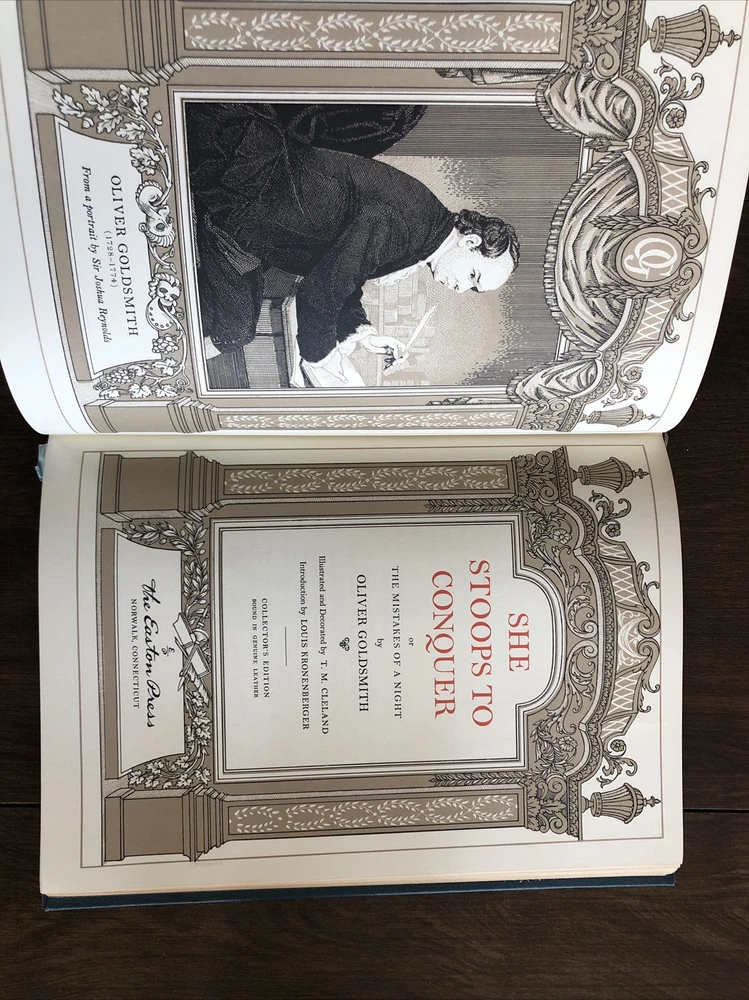 OLIVER GOLDSMITH
(1728-1774)
From a portrait by Sir Joshua Reynolds
OG
SHE
STOOPS TO
CONQUER
or
THE MISTAKES OF A NIGHT
by
OLIVER GOLDSMITH
Illustrated and Decorated by T. M. CLELAND
Introduction by LOUIS KRONENBERGER
COLLECTOR'S EDITION
BOUND IN GENUINE LEATHER
The Easton Press
NORWALK, CONNECTICUT